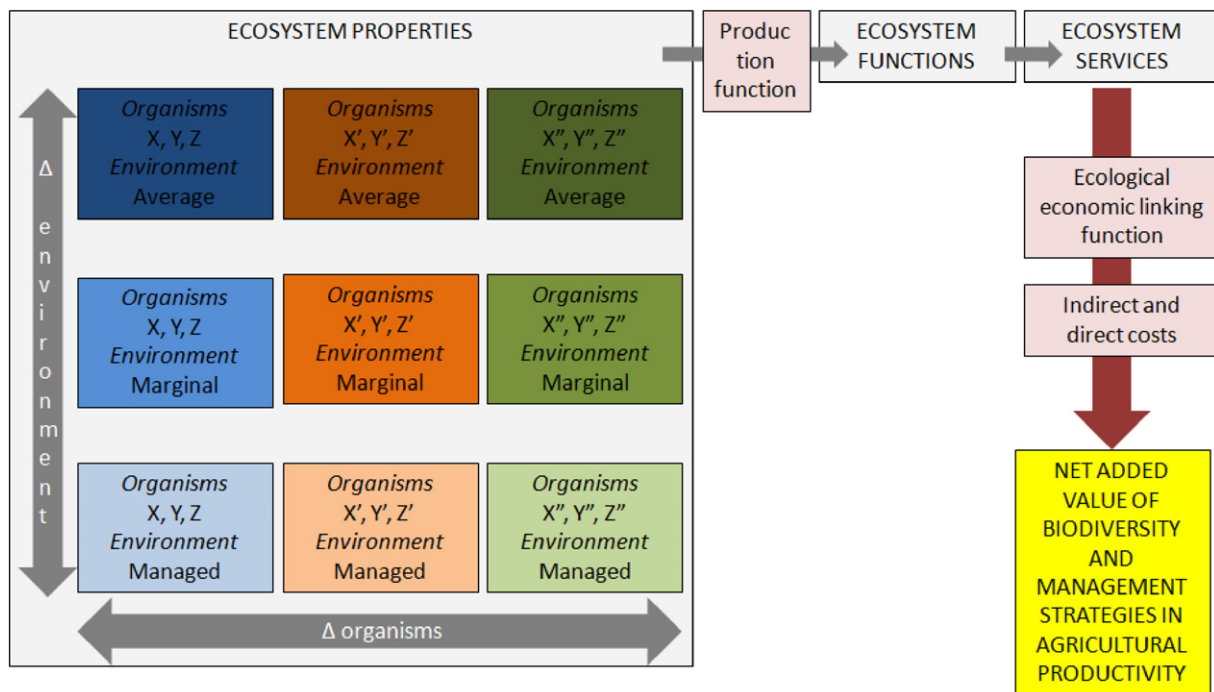 ECOSYSTEM PROPERTIES
Δ environment
Organisms
X, Y, Z
Environment
Average
Organisms
X', Y', Z'
Environment
Average
Organisms
X", Y", Z"
Environment
Average
Organisms
X, Y, Z
Environment
Marginal
Organisms
X', Y', Z'
Environment
Marginal
Organisms
X", Y", Z"
Environment
Marginal
Organisms
X, Y, Z
Environment
Managed
Organisms
X', Y', Z'
Environment
Managed
Organisms
X", Y", Z"
Environment
Managed
Δ organisms
Produc
tion
function
ECOSYSTEM
FUNCTIONS
ECOSYSTEM
SERVICES
Ecological
economic linking
function
Indirect and
direct costs
NET ADDED
VALUE OF
BIODIVERSITY
AND
MANAGEMENT
STRATEGIES IN
AGRICULTURAL
PRODUCTIVITY